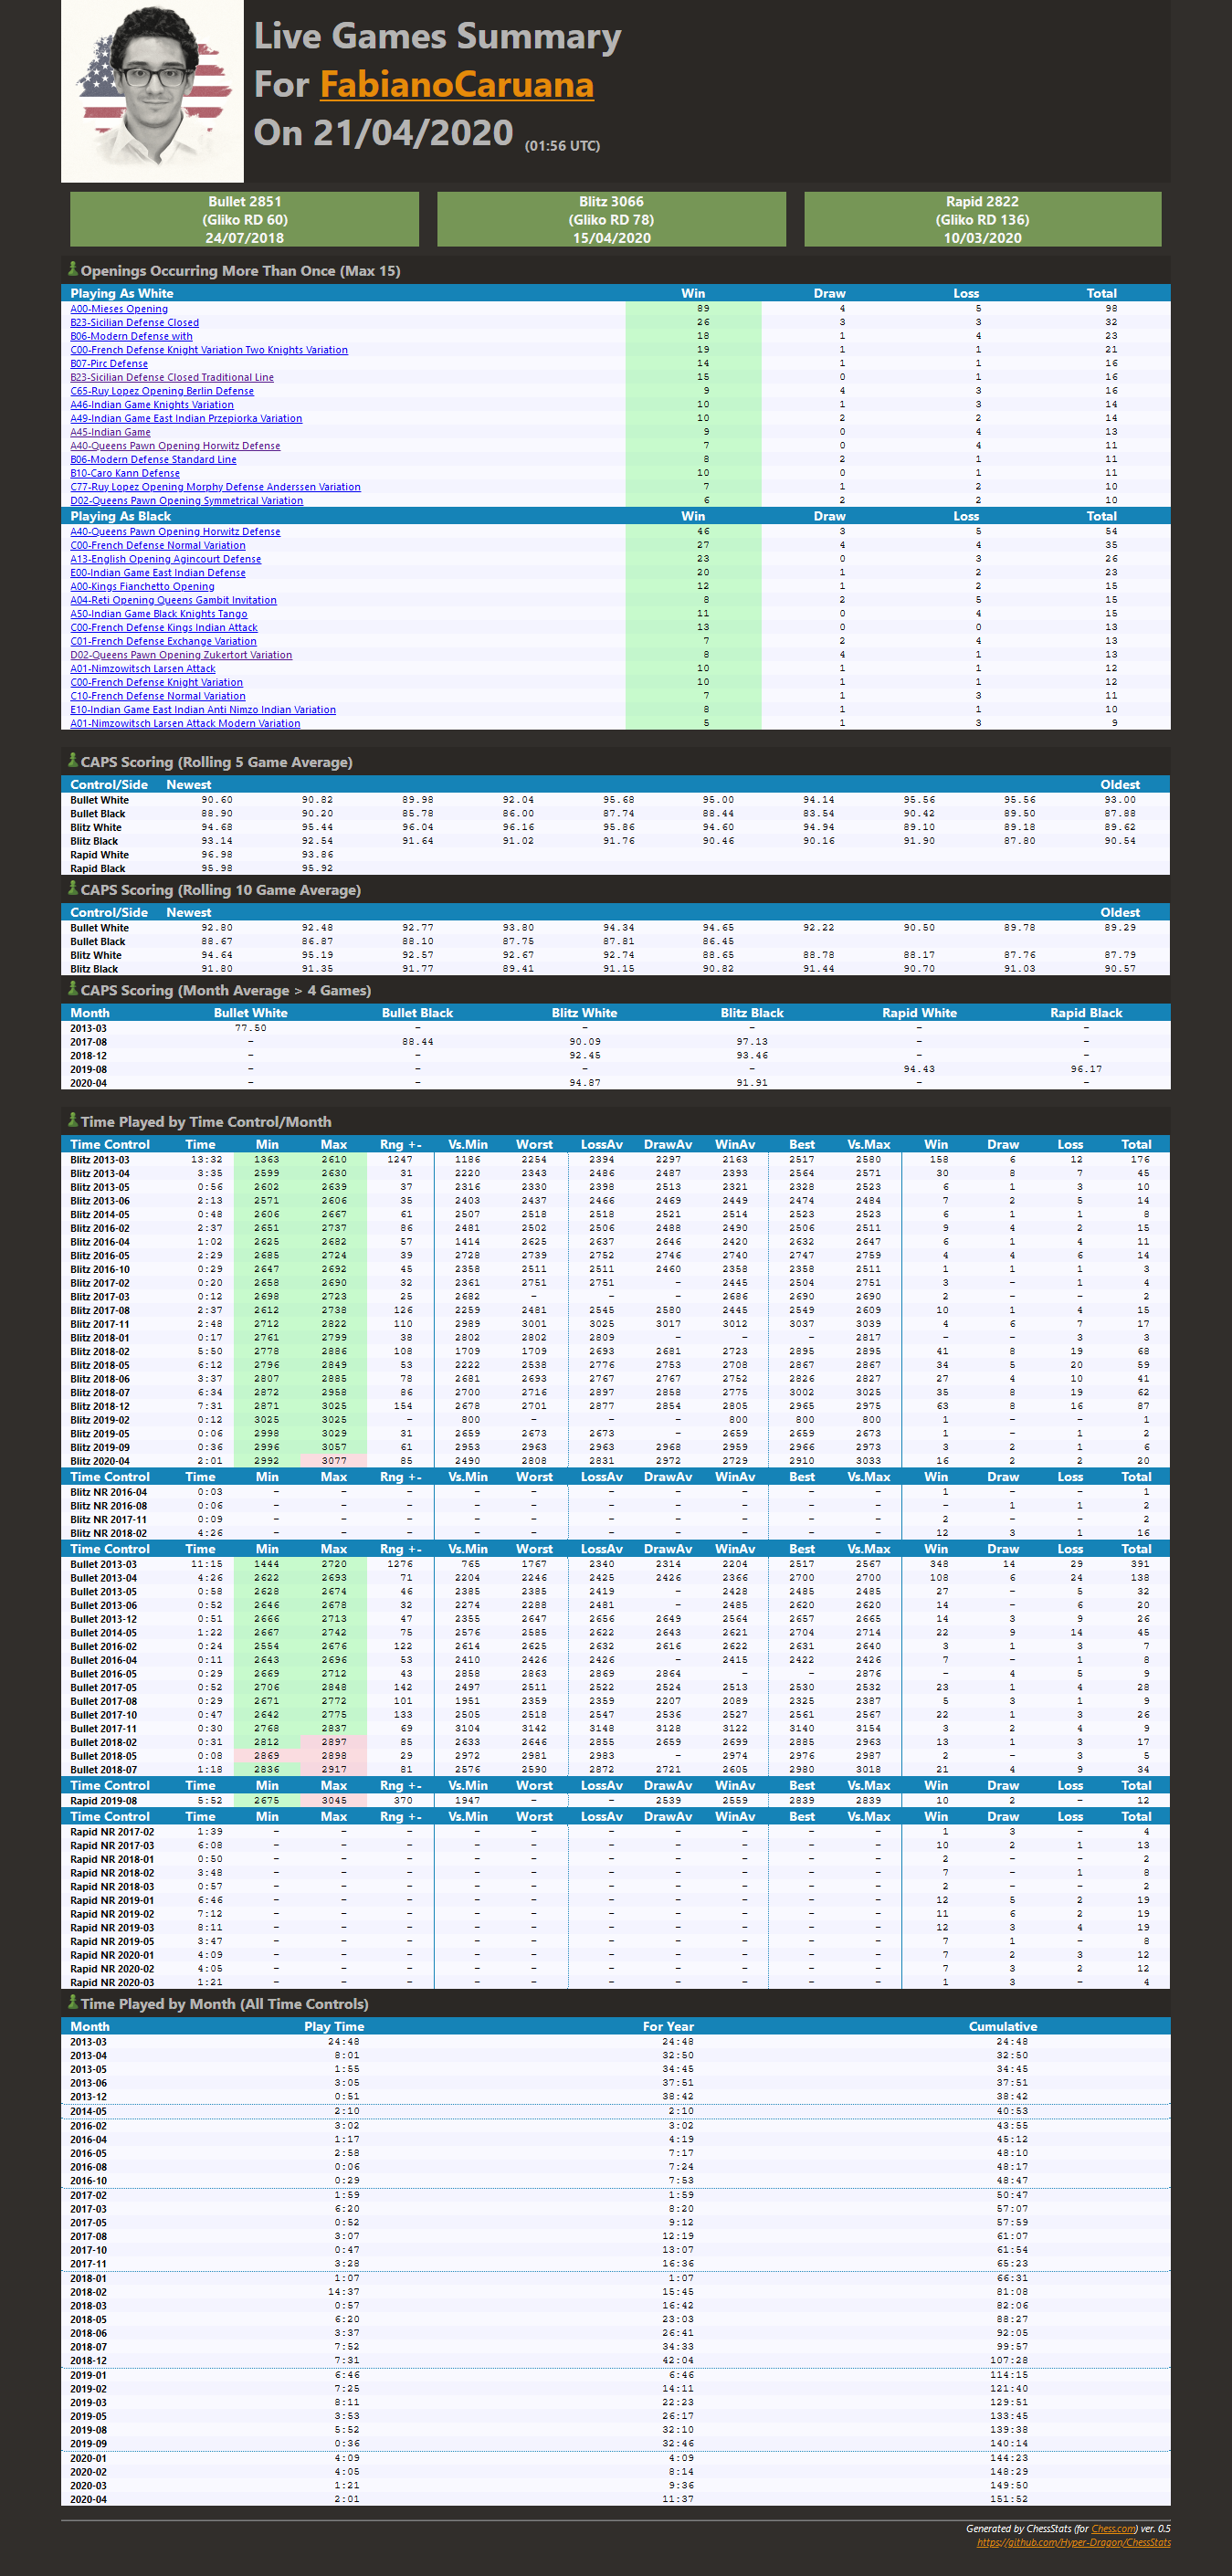 Live Games Summary
For FabianoCaruana
On 21/04/2020 (01:56 UTC)
Bullet 2851 Blitz 3066 Rapid 2822
(Gliko RD 60) (Gliko RD 78) (Gliko RD 136)
24/07/2018 15/04/2020 10/03/2020
Openings Occurring More Than Once (Max 15)
Playing As White Win Draw Loss Total
A00-Mieses Opening 89 4 5 98
B23-Sicilian Defense Closed 26 3 3 32
B06-Modern Defense with 18 1 4 23
C00-French Defense Knight Variation Two Knights Variation 19 1 1 21
B07-Pirc Defense 14 1 1 16
B23-Sicilian Defense Closed Traditional Line 15 0 1 16
C65-Ruy Lopez Opening Berlin Defense 9 4 3 16
A46-Indian Game Knights Variation 10 1 3 14
A49-Indian Game East Indian Przepiorka Variation 10 2 2 14
A45-Indian Game 9 0 4 13
A40-Queens Pawn Opening Horwitz Defense 7 0 4 11
B06-Modern Defense Standard Line 8 2 1 11
B10-Caro Kann Defense 10 0 1 11
C77-Ruy Lopez Opening Morphy Defense Anderssen Variation 7 1 2 10
D02-Queens Pawn Opening Symmetrical Variation 6 2 2 10
Playing As Black Win Draw Loss Total
A40-Queens Pawn Opening Horwitz Defense 46 3 5 54
C00-French Defense Normal Variation 27 4 4 35
A13-English Opening Agincourt Defense 23 0 3 26
E00-Indian Game East Indian Defense 20 1 2 23
A00-Kings Fianchetto Opening 12 1 2 15
A04-Reti Opening Queens Gambit Invitation 8 2 5 15
A50-Indian Game Black Knights Tango 11 0 4 15
C00-French Defense Kings Indian Attack 13 0 0 13
C01-French Defense Exchange Variation 7 2 4 13
D02-Queens Pawn Opening Zukertort Variation 8 4 1 13
A01-Nimzowitsch Larsen Attack 10 1 1 12
C00-French Defense Knight Variation 10 1 1 12
C10-French Defense Normal Variation 7 1 3 11
E10-Indian Game East Indian Anti Nimzo Indian Variation 8 1 1 10
A01-Nimzowitsch Larsen Attack Modern Variation 5 1 3 9
CAPS Scoring (Rolling 5 Game Average)
Control/Side Newest Oldest
Bullet White 90.60 90.82 89.98 92.04 95.68 95.00 94.14 95.56 95.56 93.00
Bullet Black 88.90 90.20 85.78 86.00 87.74 88.44 83.54 90.42 89.50 87.88
Blitz White 94.68 95.44 96.04 96.16 95.86 94.60 94.94 89.10 89.18 89.62
Blitz Black 93.14 92.54 91.64 91.02 91.76 90.46 90.16 91.90 87.80 90.54
Rapid White 96.98 93.86
Rapid Black 95.98 95.92
CAPS Scoring (Rolling 10 Game Average)
Control/Side Newest Oldest
Bullet White 92.80 92.48 92.77 93.80 94.34 94.65 92.22 90.50 89.78 89.29
Bullet Black 88.67 86.87 88.10 87.75 87.81 86.45
Blitz White 94.64 95.19 92.57 92.67 92.74 88.65 88.78 88.17 87.76 87.79
Blitz Black 91.80 91.35 91.77 89.41 91.15 90.82 91.44 90.70 91.03 90.57
CAPS Scoring (Month Average > 4 Games)
Month Bullet White Bullet Black Blitz White Blitz Black Rapid White Rapid Black
2013-03 77.50 - - - - -
2017-08 - 88.44 90.09 97.13 - -
2018-12 - - 92.45 93.46 - -
2019-08 - - - - 94.43 96.17
2020-04 - - 94.87 91.91 - -
Time Played by Time Control/Month
Time Control Time Min Max Rng +- Vs.Min Worst LossAv DrawAv WinAv Best Vs.Max Win Draw Loss Total
Blitz 2013-03 13:32 1363 2610 1247 1186 2254 2394 2297 2163 2517 2580 158 6 12 176
Blitz 2013-04 3:35 2599 2630 31 2220 2343 2486 2487 2393 2564 2571 30 8 7 45
Blitz 2013-05 0:56 2602 2639 37 2316 2330 2398 2513 2321 2328 2523 6 1 3 10
Blitz 2013-06 2:13 2571 2606 35 2403 2437 2466 2469 2449 2474 2484 7 2 5 14
Blitz 2014-05 0:48 2606 2667 61 2507 2518 2518 2521 2514 2523 2523 6 1 1 8
Blitz 2016-02 2:37 2651 2737 86 2481 2502 2506 2488 2490 2506 2511 9 4 2 15
Blitz 2016-04 1:02 2625 2682 57 1414 2625 2637 2646 2420 2632 2647 6 1 4 11
Blitz 2016-05 2:29 2685 2724 39 2728 2739 2752 2746 2740 2747 2759 4 4 6 14
Blitz 2016-10 0:29 2647 2692 45 2358 2511 2511 2460 2358 2358 2511 1 1 1 3
Blitz 2017-02 0:20 2658 2690 32 2361 2751 2751 - 2445 2504 2751 3 - 1 4
Blitz 2017-03 0:12 2698 2723 25 2682 - - - 2686 2690 2690 2 - - 2
Blitz 2017-08 2:37 2612 2738 126 2259 2481 2545 2580 2445 2549 2609 10 1 4 15
Blitz 2017-11 2:48 2712 2822 110 2989 3001 3025 3017 3012 3037 3039 4 6 7 17
Blitz 2018-01 0:17 2761 2799 38 2802 2802 2809 - - - 2817 - - 3 3
Blitz 2018-02 5:50 2778 2886 108 1709 1709 2693 2681 2723 2895 2895 41 8 19 68
Blitz 2018-05 6:12 2796 2849 53 2222 2538 2776 2753 2708 2867 2867 34 5 20 59
Blitz 2018-06 3:37 2807 2885 78 2681 2693 2767 2767 2752 2826 2827 27 4 10 41
Blitz 2018-07 6:34 2872 2958 86 2700 2716 2897 2858 2775 3002 3025 35 8 19 62
Blitz 2018-12 7:31 2871 3025 154 2678 2701 2877 2854 2805 2965 2975 63 8 16 87
Blitz 2019-02 0:12 3025 3025 - 800 - - - 800 800 800 1 - - 1
Blitz 2019-05 0:06 2998 3029 31 2659 2673 2673 - 2659 2659 2673 1 - 1 2
Blitz 2019-09 0:36 2996 3057 61 2953 2963 2963 2968 2959 2966 2973 3 2 1 6
Blitz 2020-04 2:01 2992 3077 85 2490 2808 2831 2972 2729 2910 3033 16 2 2 20
Time Control Time Min Max Rng +- Vs.Min Worst LossAv DrawAv WinAv Best Vs.Max Win Draw Loss Total
Blitz NR 2016-04 0:03 - - - - - - - - - - 1 - - 1
Blitz NR 2016-08 0:06 - - - - - - - - - - - 1 1 2
Blitz NR 2017-11 0:09 - - - - - - - - - - 2 - - 2
Blitz NR 2018-02 4:26 - - - - - - - - - - 12 3 1 16
Time Control Time Min Max Rng +- Vs.Min Worst LossAv DrawAv WinAv Best Vs.Max Win Draw Loss Total
Bullet 2013-03 11:15 1444 2720 1276 765 1767 2340 2314 2204 2517 2567 348 14 29 391
Bullet 2013-04 4:26 2622 2693 71 2204 2246 2425 2426 2366 2700 2700 108 6 24 138
Bullet 2013-05 0:58 2628 2674 46 2385 2385 2419 - 2428 2485 2485 27 - 5 32
Bullet 2013-06 0:52 2646 2678 32 2274 2288 2481 - 2485 2620 2620 14 - 6 20
Bullet 2013-12 0:51 2666 2713 47 2355 2647 2656 2649 2564 2657 2665 14 3 9 26
Bullet 2014-05 1:22 2667 2742 75 2576 2585 2622 2643 2621 2704 2714 22 9 14 45
Bullet 2016-02 0:24 2554 2676 122 2614 2625 2632 2616 2622 2631 2640 3 1 3 7
Bullet 2016-04 0:11 2643 2696 53 2410 2426 2426 - 2415 2422 2426 7 - 1 8
Bullet 2016-05 0:29 2669 2712 43 2858 2863 2869 2864 - - 2876 - 4 5 9
Bullet 2017-05 0:52 2706 2848 142 2497 2511 2522 2524 2513 2530 2532 23 1 4 28
Bullet 2017-08 0:29 2671 2772 101 1951 2359 2359 2207 2089 2325 2387 5 3 1 9
Bullet 2017-10 0:47 2642 2775 133 2505 2518 2547 2536 2527 2561 2567 22 1 3 26
Bullet 2017-11 0:30 2768 2837 69 3104 3142 3148 3128 3122 3140 3154 3 2 4 9
Bullet 2018-02 0:31 2812 2897 85 2633 2646 2855 2659 2699 2885 2963 13 1 3 17
Bullet 2018-05 0:08 2869 2898 29 2972 2981 2983 - 2974 2976 2987 2 - 3 5
Bullet 2018-07 1:18 2836 2917 81 2576 2590 2872 2721 2605 2980 3018 21 4 9 34
Time Control Time Min Max Rng +- Vs.Min Worst LossAv DrawAv WinAv Best Vs.Max Win Draw Loss Total
Rapid 2019-08 5:52 2675 3045 370 1947 - - 2539 2559 2839 2839 10 2 - 12
Time Control Time Min Max Rng +- Vs.Min Worst LossAv DrawAv WinAv Best Vs.Max Win Draw Loss Total
Rapid NR 2017-02 1:39 - - - - - - - - - - 1 3 - 4
Rapid NR 2017-03 6:08 - - - - - - - - - - 10 2 1 13
Rapid NR 2018-01 0:50 - - - - - - - - - - 2 - - 2
Rapid NR 2018-02 3:48 - - - - - - - - - - 7 - 1 8
Rapid NR 2018-03 0:57 - - - - - - - - - - 2 - - 2
Rapid NR 2019-01 6:46 - - - - - - - - - - 12 5 2 19
Rapid NR 2019-02 7:12 - - - - - - - - - - 11 6 2 19
Rapid NR 2019-03 8:11 - - - - - - - - - - 12 3 4 19
Rapid NR 2019-05 3:47 - - - - - - - - - - 7 1 - 8
Rapid NR 2020-01 4:09 - - - - - - - - - - 7 2 3 12
Rapid NR 2020-02 4:05 - - - - - - - - - - 7 3 2 12
Rapid NR 2020-03 1:21 - - - - - - - - - - 1 3 - 4
Time Played by Month (All Time Controls)
Month Play Time For Year Cumulative
2013-03 24:48 24:48 24:48
2013-04 8:01 32:50 32:50
2013-05 1:55 34:45 34:45
2013-06 3:05 37:51 37:51
2013-12 0:51 38:42 38:42
2014-05 2:10 2:10 40:53
2016-02 3:02 3:02 43:55
2016-04 1:17 4:19 45:12
2016-05 2:58 7:17 48:10
2016-08 0:06 7:24 48:17
2016-10 0:29 7:53 48:47
2017-02 1:59 1:59 50:47
2017-03 6:20 8:20 57:07
2017-05 0:52 9:12 57:59
2017-08 3:07 12:19 61:07
2017-10 0:47 13:07 61:54
2017-11 3:28 16:36 65:23
2018-01 1:07 1:07 66:31
2018-02 14:37 15:45 81:08
2018-03 0:57 16:42 82:06
2018-05 6:20 23:03 88:27
2018-06 3:37 26:41 92:05
2018-07 7:52 34:33 99:57
2018-12 7:31 42:04 107:28
2019-01 6:46 6:46 114:15
2019-02 7:25 14:11 121:40
2019-03 8:11 22:23 129:51
2019-05 3:53 26:17 133:45
2019-08 5:52 32:10 139:38
2019-09 0:36 32:46 140:14
2020-01 4:09 4:09 144:23
2020-02 4:05 8:14 148:29
2020-03 1:21 9:36 149:50
2020-04 2:01 11:37 151:52
Generated by ChessStats (for Chess.com) ver. 0.5
https://github.com/Hyper-Dragon/ChessStats